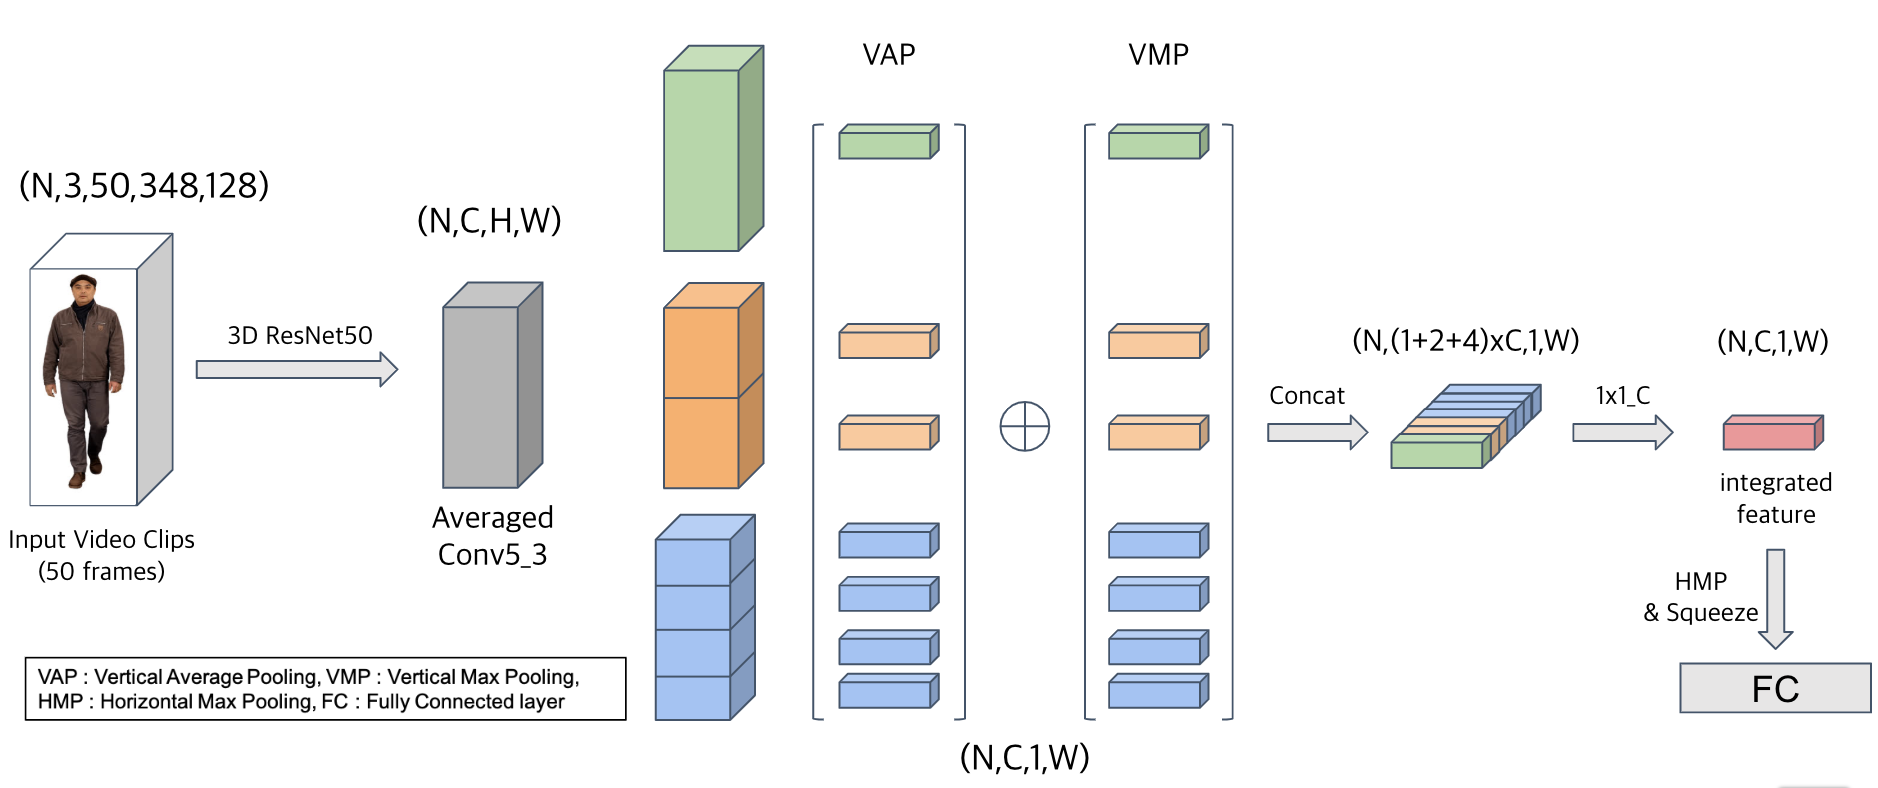 VAP
VMP
(N,3,50,348,128)
(N,C,H,W)
3D ResNet50
Input Video Clips
(50 frames)
Averaged
Conv5_3
(N,C,1,W)
Concat
(N,(1+2+4)xC,1,W)
1x1_C
(N,C,1,W)
integrated
feature
HMP
& Squeeze
FC
VAP : Vertical Average Pooling, VMP : Vertical Max Pooling,
HMP : Horizontal Max Pooling, FC : Fully Connected layer